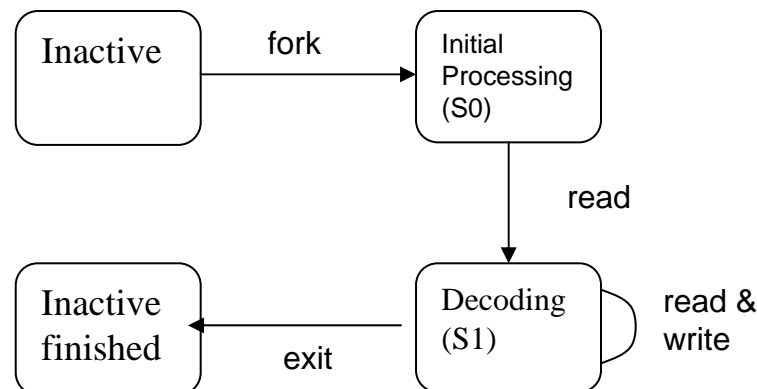 Inactive
fork
Initial
Processing
(S0)
read
Inactive
finished
exit
Decoding
(S1)
read &
write